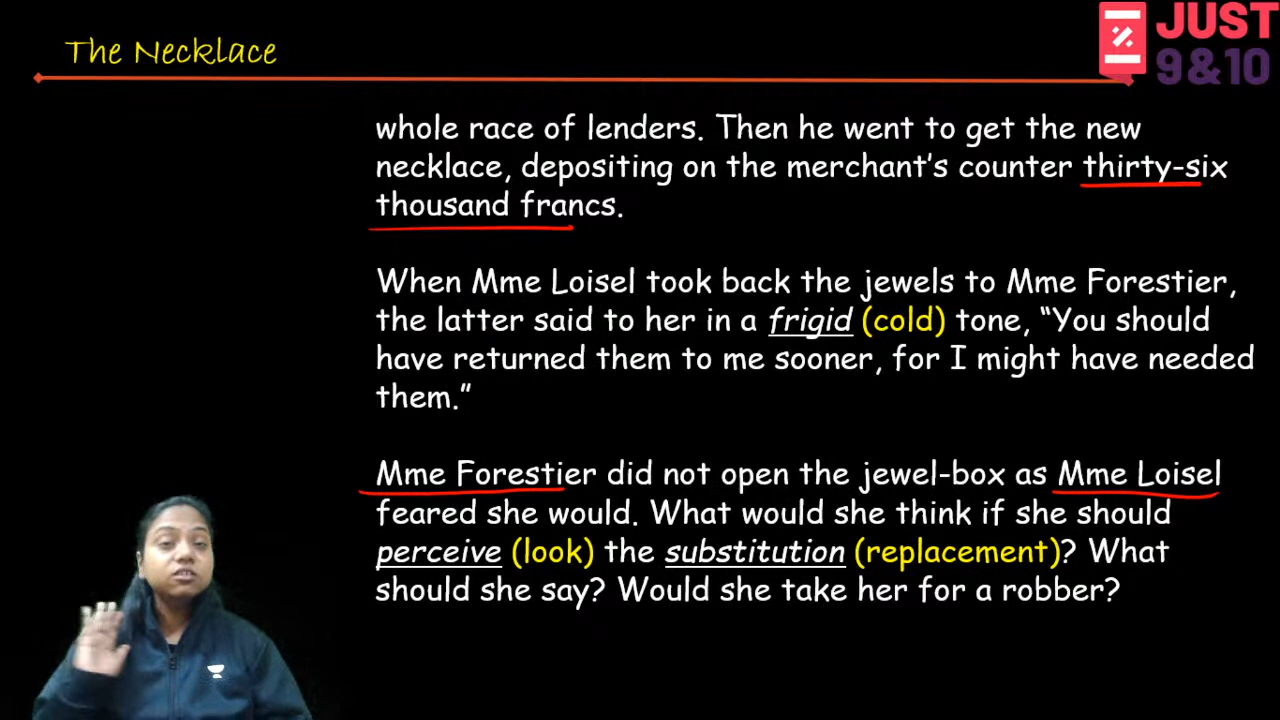 The Necklace
JUST
9&10
whole race of lenders. Then he went to get the new
necklace, depositing on the merchant's counter thirty-six
thousand francs.
When Mme Loisel took back the jewels to Mme Forestier,
the latter said to her in a frigid (cold) tone, “You should
have returned them to me sooner, for I might have needed
them.”
Mme Forestier did not open the jewel-box as Mme Loisel
feared she would. What would she think if she should
perceive (look) the substitution (replacement)? What
should she say? Would she take her for a robber?